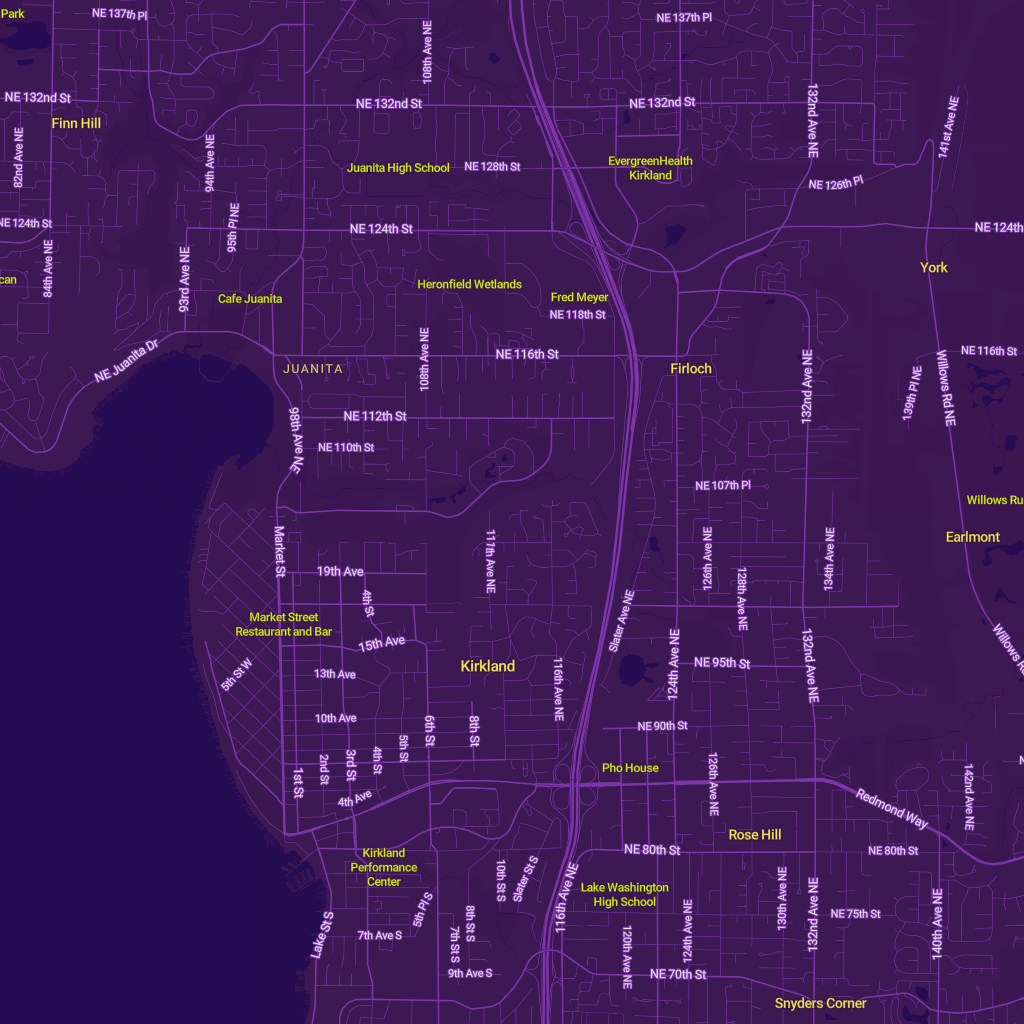 Park
NE 137th Pl
108th Ave NE
NE 137th Pl
NE 132nd St
NE 132nd St
NE 132nd St
132nd Ave NE
141st Ave NE
Finn Hill
82nd Ave NE
94th Ave NE
Juanita High School
NE 128th St
EvergreenHealth
Kirkland
NE 126th Pl
NE 124th St
95th Pl NE
NE 124th St
NE 124th
84th Ave NE
93rd Ave NE
can
Cafe Juanita
Heronfield Wetlands
Fred Meyer
NE 118th St
York
NE Juanita Dr
JUANITA
108th Ave NE
NE 116th St
Firloch
132nd Ave NE
139th Pl NE
Willows Rd NE
NE 116th St
98th Ave NE
NE 112th St
NE 110th St
NE 107th Pl
Willows Ru
Market St
111th Ave NE
126th Ave NE
128th Ave NE
134th Ave NE
Earlmont
19th Ave
4th St
Market Street
Restaurant and Bar
15th Ave
Slater Ave NE
Willows R
5th St W
13th Ave
Kirkland
116th Ave NE
124th Ave NE
NE 95th St
132nd Ave NE
10th Ave
6th St
8th St
NE 90th St
1st St
2nd St
3rd St
4th St
5th St
4th Ave
Pho House
126th Ave NE
Redmond Way
142nd Ave NE
N
Rose Hill
NE 80th St
NE 80th St
Kirkland
Performance
Center
10th St S
Slater St S
116th Ave NE
Lake Washington
High School
Lake St S
5th Pl S
7th Ave S
7th St S
8th St S
9th Ave S
120th Ave NE
124th Ave NE
130th Ave NE
132nd Ave NE
NE 75th St
140th Ave NE
NE 70th St
Snyders Corner